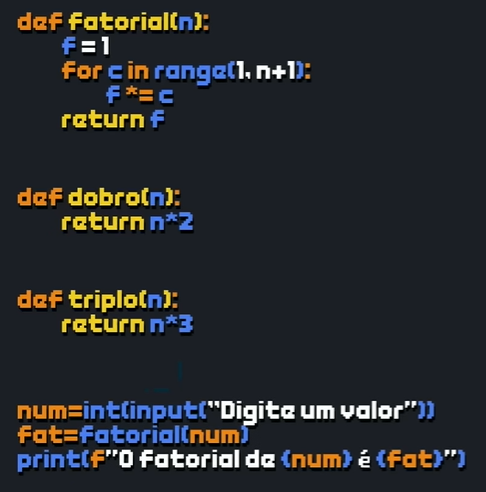 def fatorial(n):
f = 1
for c in range(1, n+1):
f *= c
return f
def dobro(n):
return n*2
def triplo(n):
return n*3
num=int(input("Digite um valor"))
fat=fatorial(num)
print(f"O fatorial de {num} é {fat}")